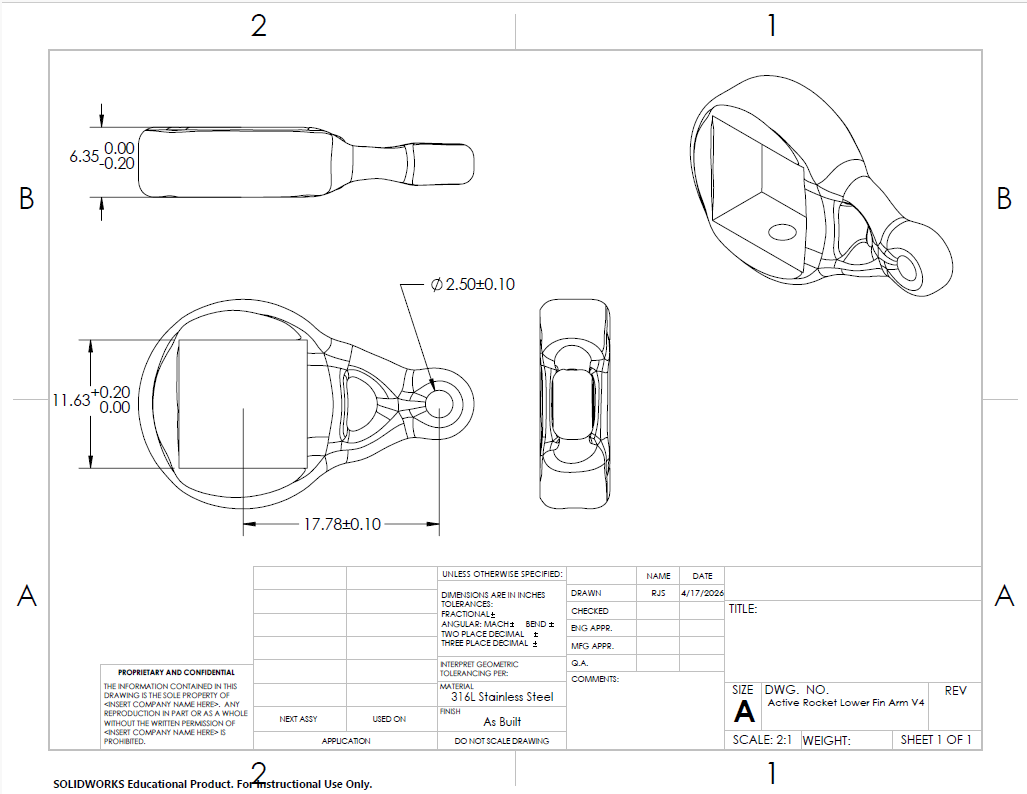 2
1
0.00
6.35
-0.20
B
B
⌀ 2.50±0.10
+0.20
11.63
0.00
17.78±0.10
A
A
UNLESS OTHERWISE SPECIFIED:
DIMENSIONS ARE IN INCHES
TOLERANCES:
FRACTIONAL±
ANGULAR: MACH± BEND ±
TWO PLACE DECIMAL ±
THREE PLACE DECIMAL ±
INTERPRET GEOMETRIC
TOLERANCING PER:
MATERIAL
316L Stainless Steel
FINISH
As Built
DO NOT SCALE DRAWING
NAME
DATE
DRAWN
RJS
4/17/2026
CHECKED
ENG APPR.
MFG APPR.
Q.A.
COMMENTS:
TITLE:
SIZE
A
DWG. NO.
Active Rocket Lower Fin Arm V4
REV
SCALE: 2:1
WEIGHT:
SHEET 1 OF 1
PROPRIETARY AND CONFIDENTIAL
THE INFORMATION CONTAINED IN THIS
DRAWING IS THE SOLE PROPERTY OF
<INSERT COMPANY NAME HERE>. ANY
REPRODUCTION IN PART OR AS A WHOLE
WITHOUT THE WRITTEN PERMISSION OF
<INSERT COMPANY NAME HERE> IS
PROHIBITED.
NEXT ASSY
USED ON
APPLICATION
2
1
SOLIDWORKS Educational Product. For Instructional Use Only.